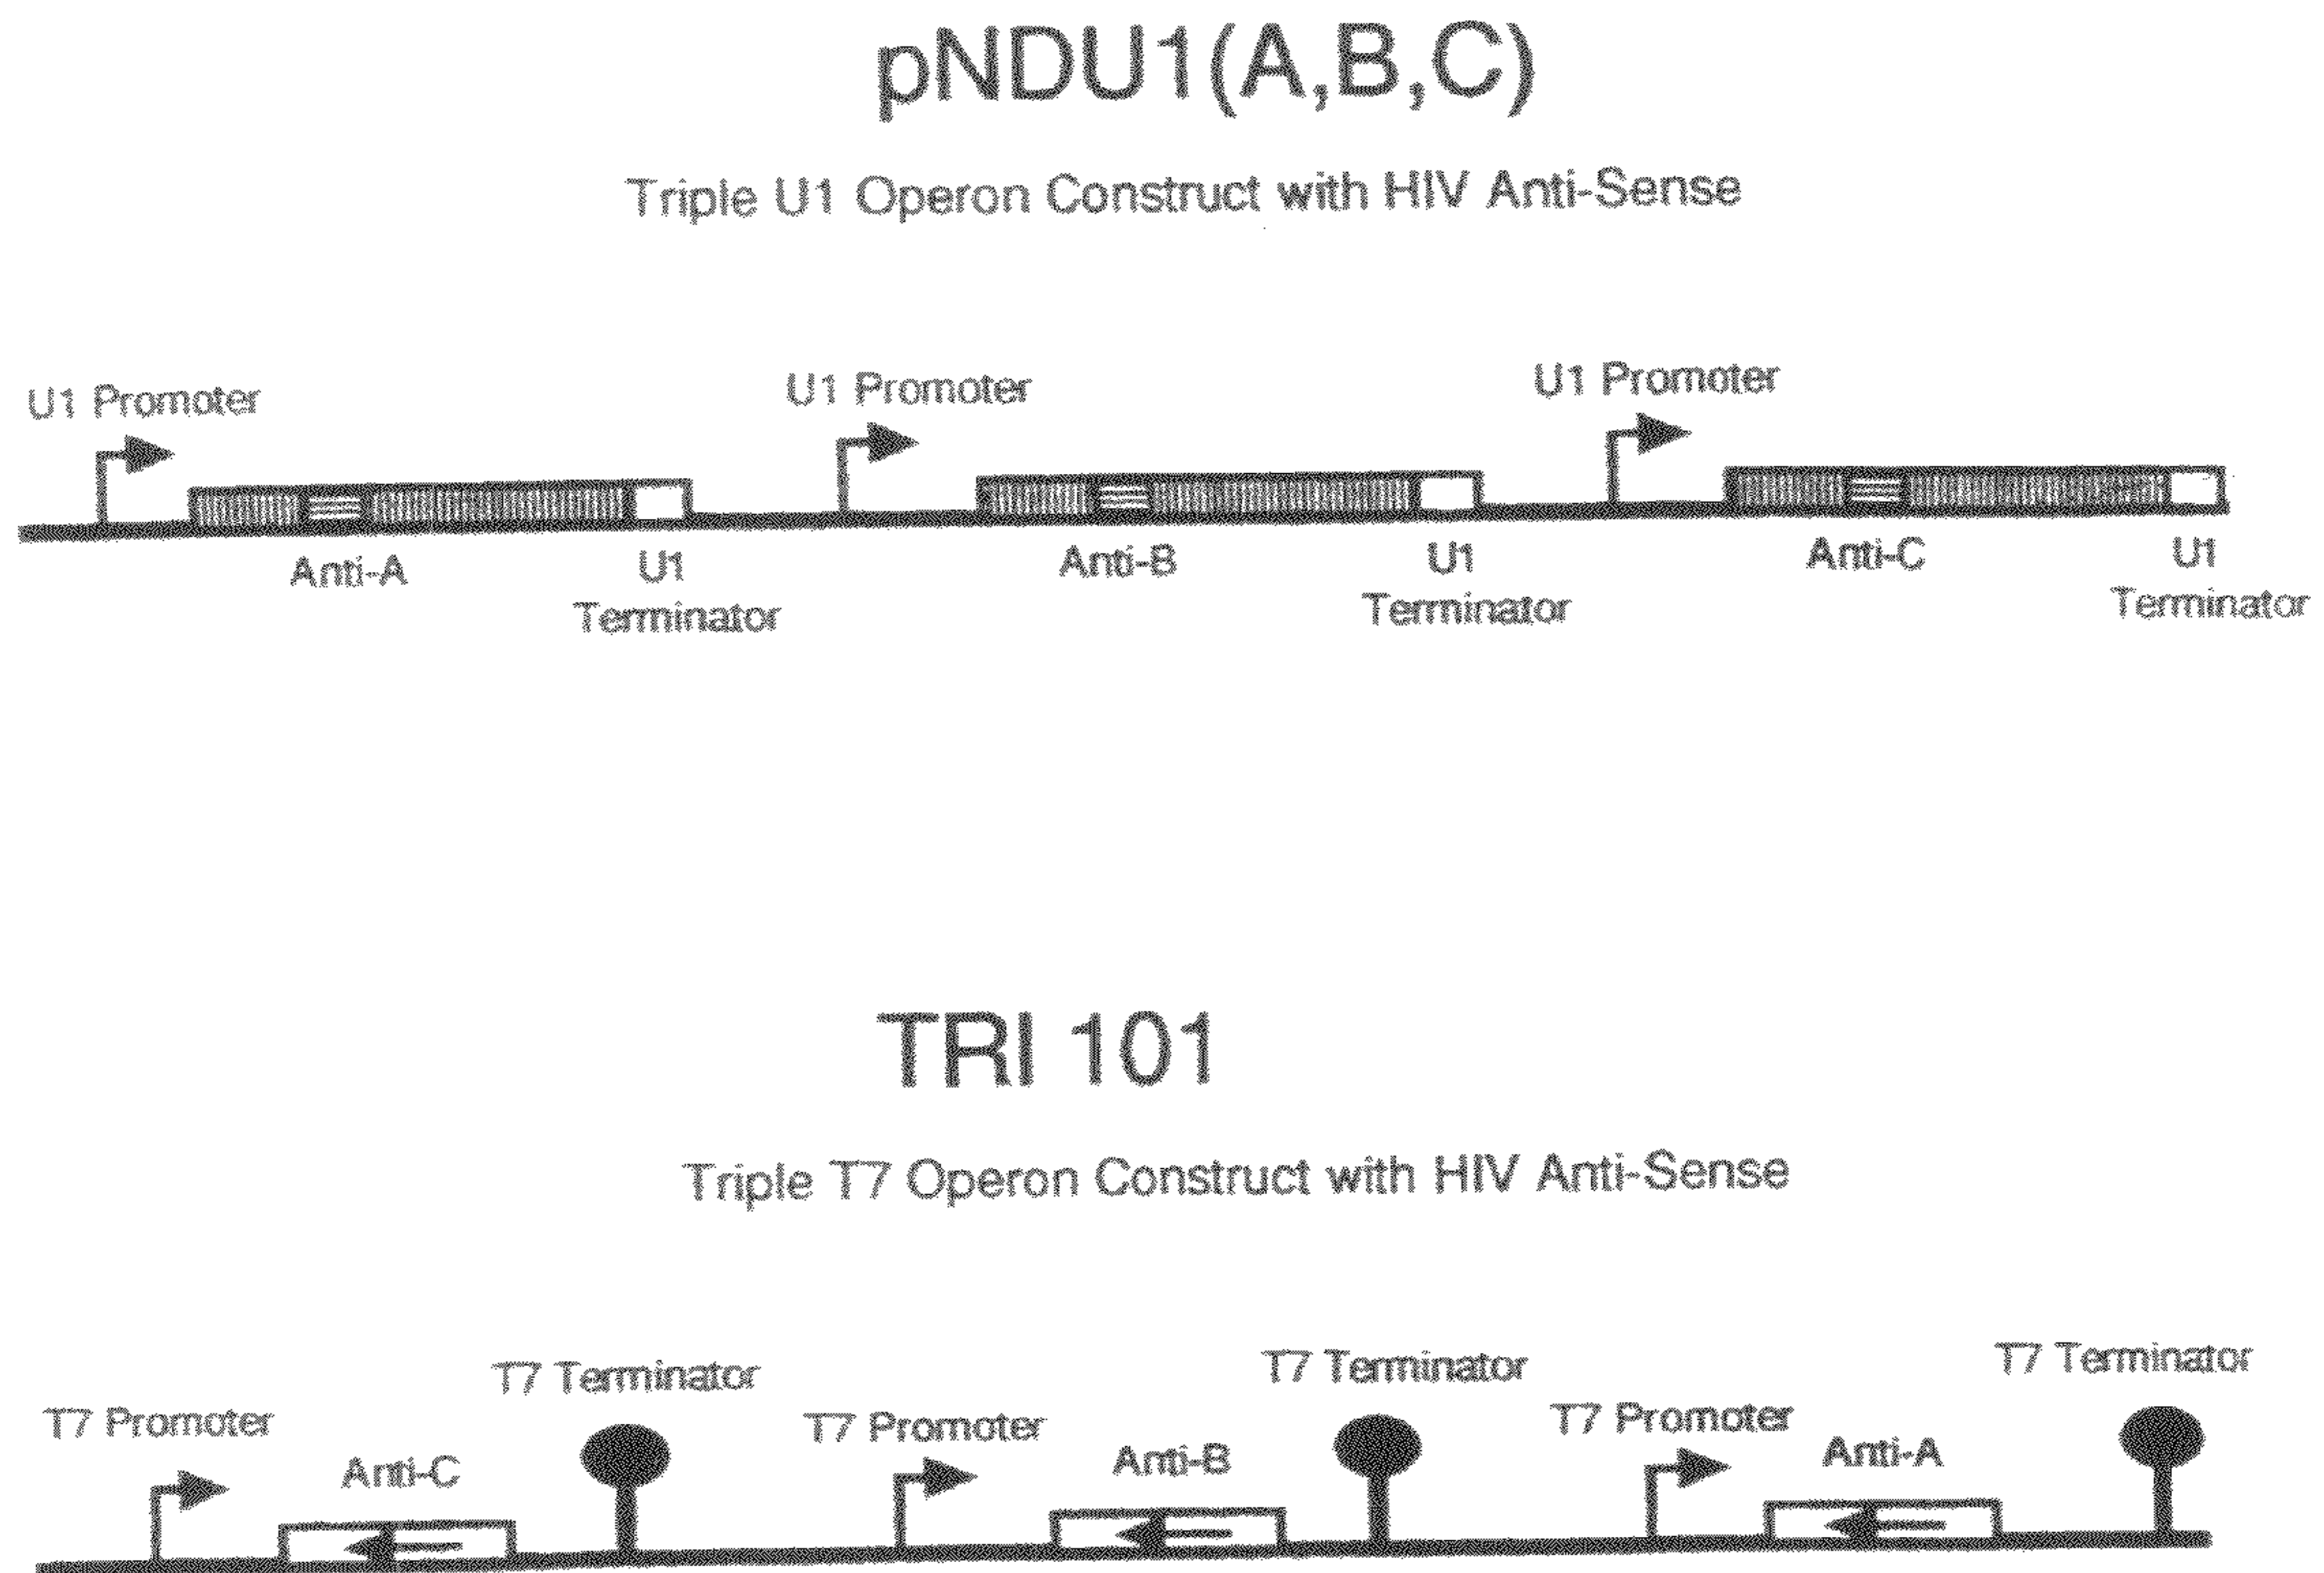 pNDU1(A,B,C)
Triple U1 Operon Construct with HIV Anti-Sense
U1 Promoter
U1 Promoter
U1 Promoter
Anti-A
U1
Terminator
Anti-B
U1
Terminator
Anti-C
U1
Terminator
TRI 101
Triple T7 Operon Construct with HIV Anti-Sense
T7 Promoter
Anti-C
T7 Terminator
T7 Promoter
Anti-B
T7 Terminator
T7 Promoter
Anti-A
T7 Terminator